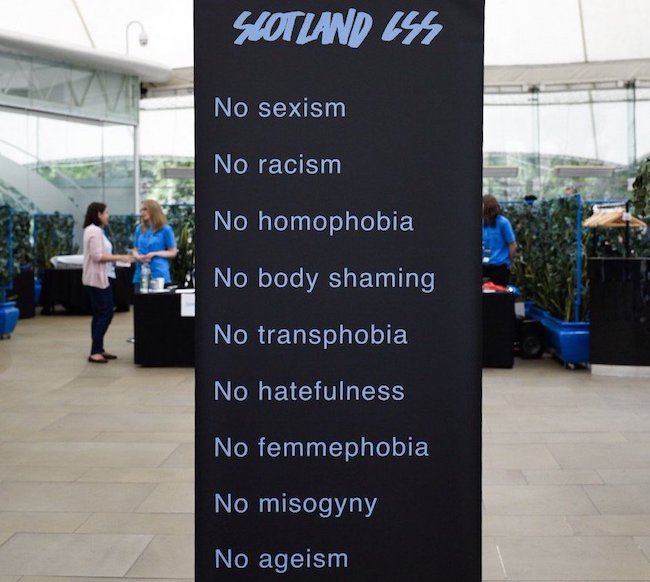 SCOTLAND CSS
No sexism
No racism
No homophobia
No body shaming
No transphobia
No hatefulness
No femmephobia
No misogyny
No ageism